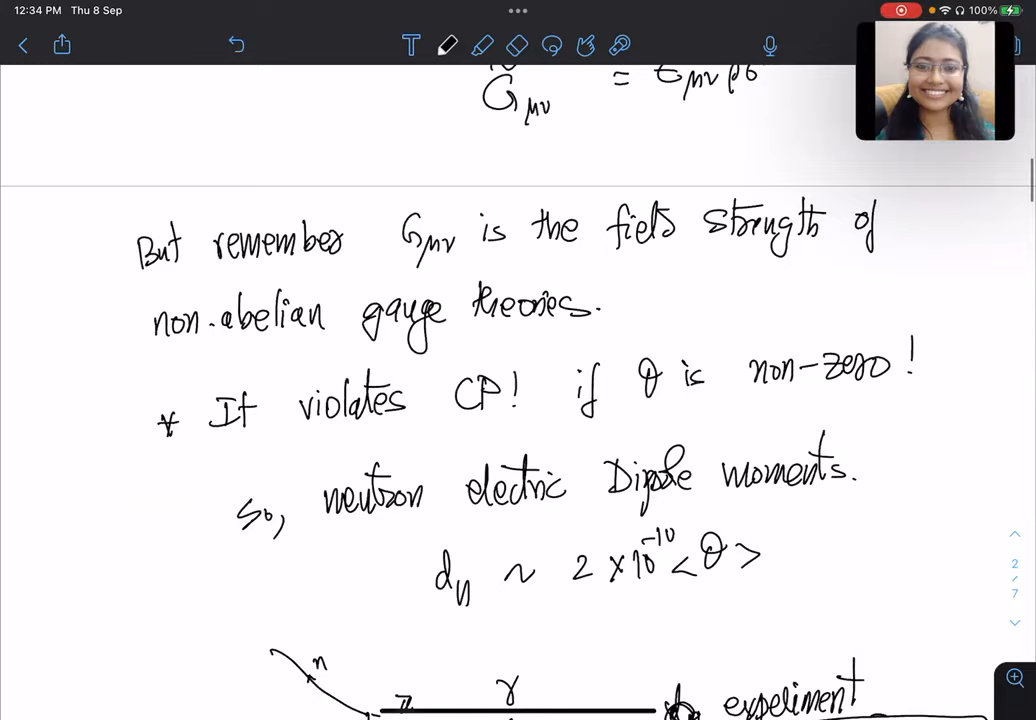 12:34 PM Thu 8 Sep
100%
G̃μν = εμνρσ
But remember Gμν is the field strength of
non-abelian gauge theories.
* It violates CP! if θ is non-zero!
So, neutron electric Dipole moments.
dn ~ 2 × 10⁻¹⁰ <θ>
n
γ
experiment
2
/
7